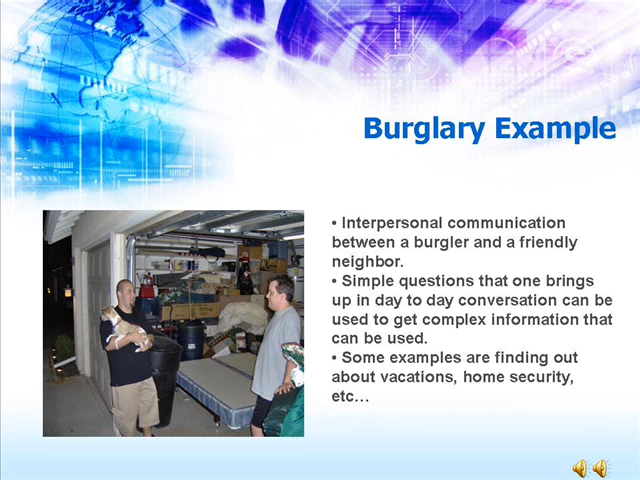 Burglary Example
• Interpersonal communication
between a burgler and a friendly
neighbor.
• Simple questions that one brings
up in day to day conversation can be
used to get complex information that
can be used.
• Some examples are finding out
about vacations, home security,
etc…